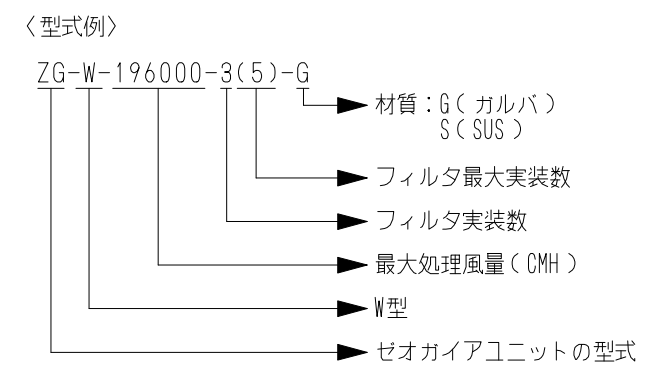 〈型式例〉
ZG-W-196000-3(5)-G
材質：G(ガルバ)
S(SUS)
フィルタ最大実装数
フィルタ実装数
最大処理風量(CMH)
W型
ゼオガイアユニットの型式